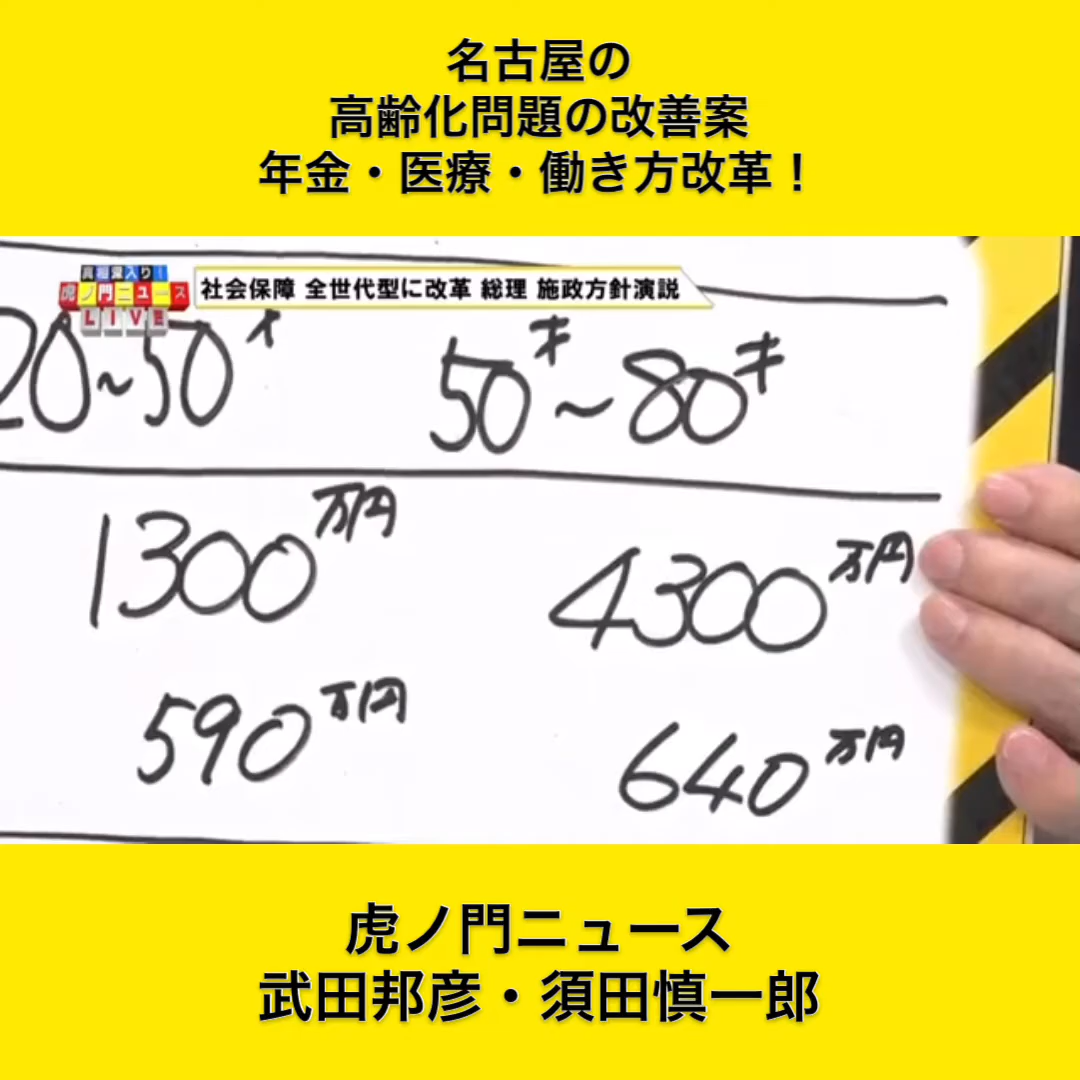 名古屋の
高齢化問題の改善案
年金・医療・働き方改革！
真相深入り！
虎ノ門ニュース
LIVE
社会保障 全世代型に改革 総理 施政方針演説
20~50才
50才~80才
1300万円
4300万円
590万円
640万円
虎ノ門ニュース
武田邦彦・須田慎一郎